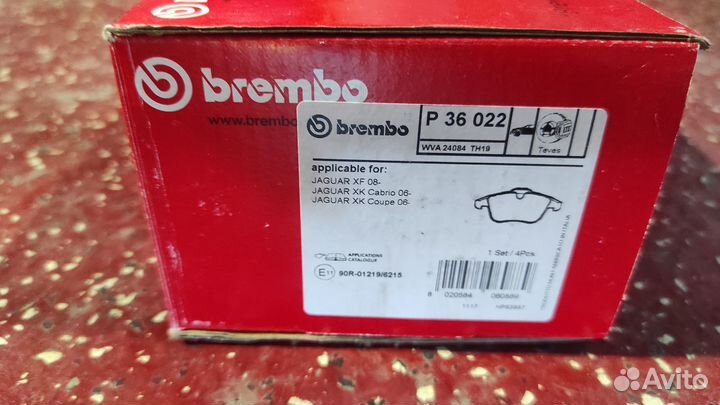 brembo
www.brembo
brembo
P 36 022
WVA 24084 TH19
Teves
applicable for:
JAGUAR XF 08-
JAGUAR XK Cabrio 06-
JAGUAR XK Coupe 06-
1 Set / 4Pcs
APPLICATIONS
CATALOGUE
E11
90R-01219/6215
8 020584
Avito